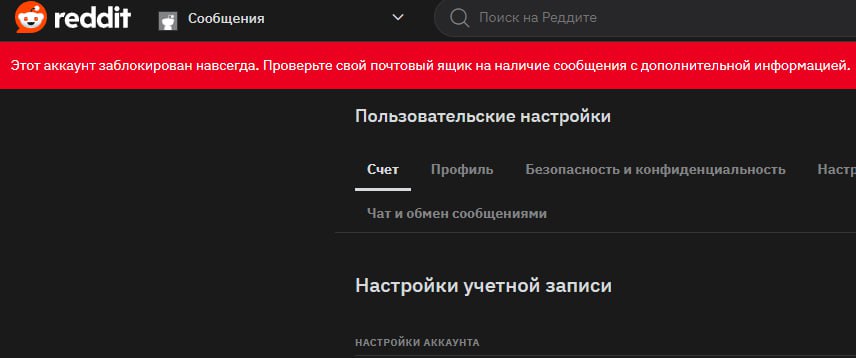 reddit
Сообщения
Поиск на Реддите
Этот аккаунт заблокирован навсегда. Проверьте свой почтовый ящик на наличие сообщения с дополнительной информацией.
Пользовательские настройки
Счет Профиль Безопасность и конфиденциальность Настр
Чат и обмен сообщениями
Настройки учетной записи
НАСТРОЙКИ АККАУНТА